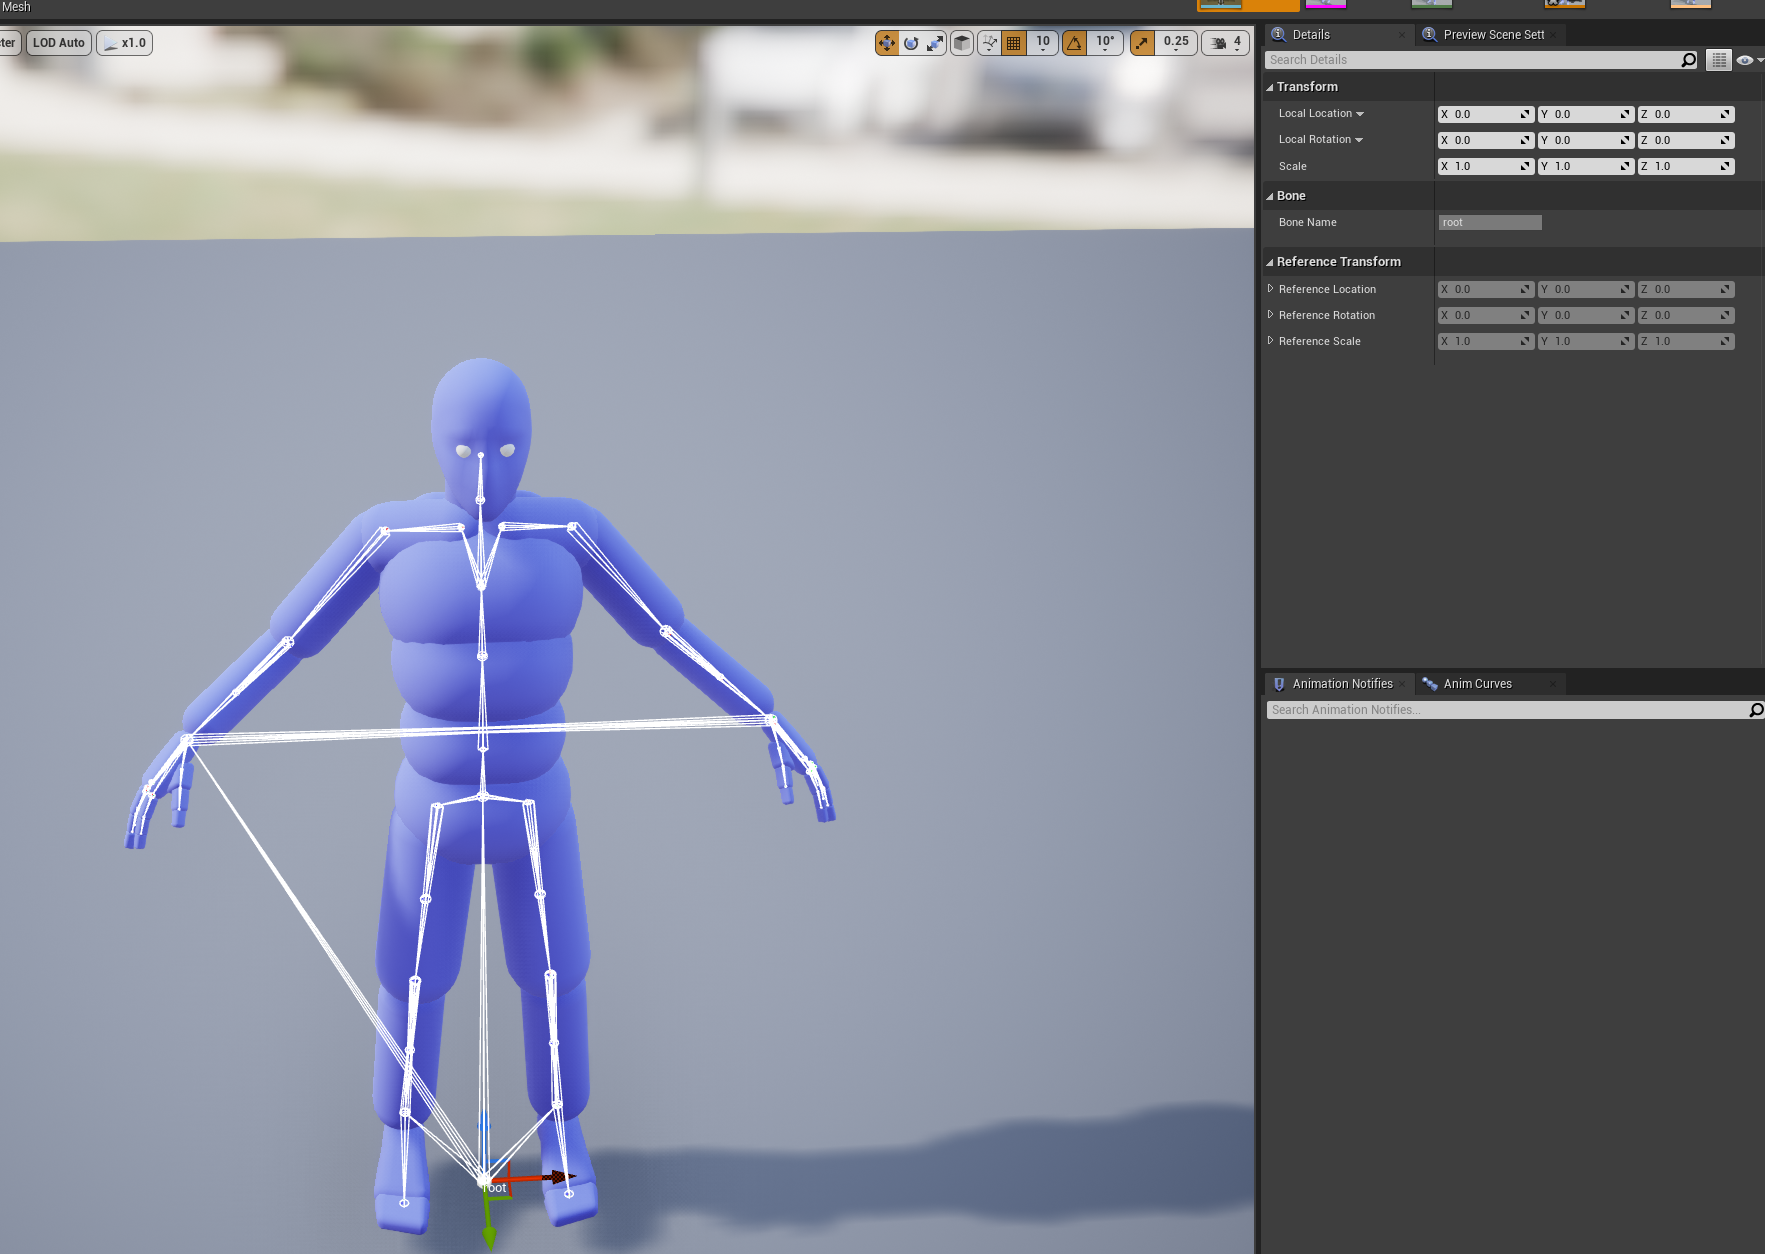 Mesh
LOD Auto
x1.0
10
10°
0.25
4
Details
Preview Scene Sett
Search Details
Transform
Local Location
X 0.0
Y 0.0
Z 0.0
Local Rotation
X 0.0
Y 0.0
Z 0.0
Scale
X 1.0
Y 1.0
Z 1.0
Bone
Bone Name
root
Reference Transform
Reference Location
X 0.0
Y 0.0
Z 0.0
Reference Rotation
X 0.0
Y 0.0
Z 0.0
Reference Scale
X 1.0
Y 1.0
Z 1.0
Animation Notifies
Anim Curves
Search Animation Notifies...
root